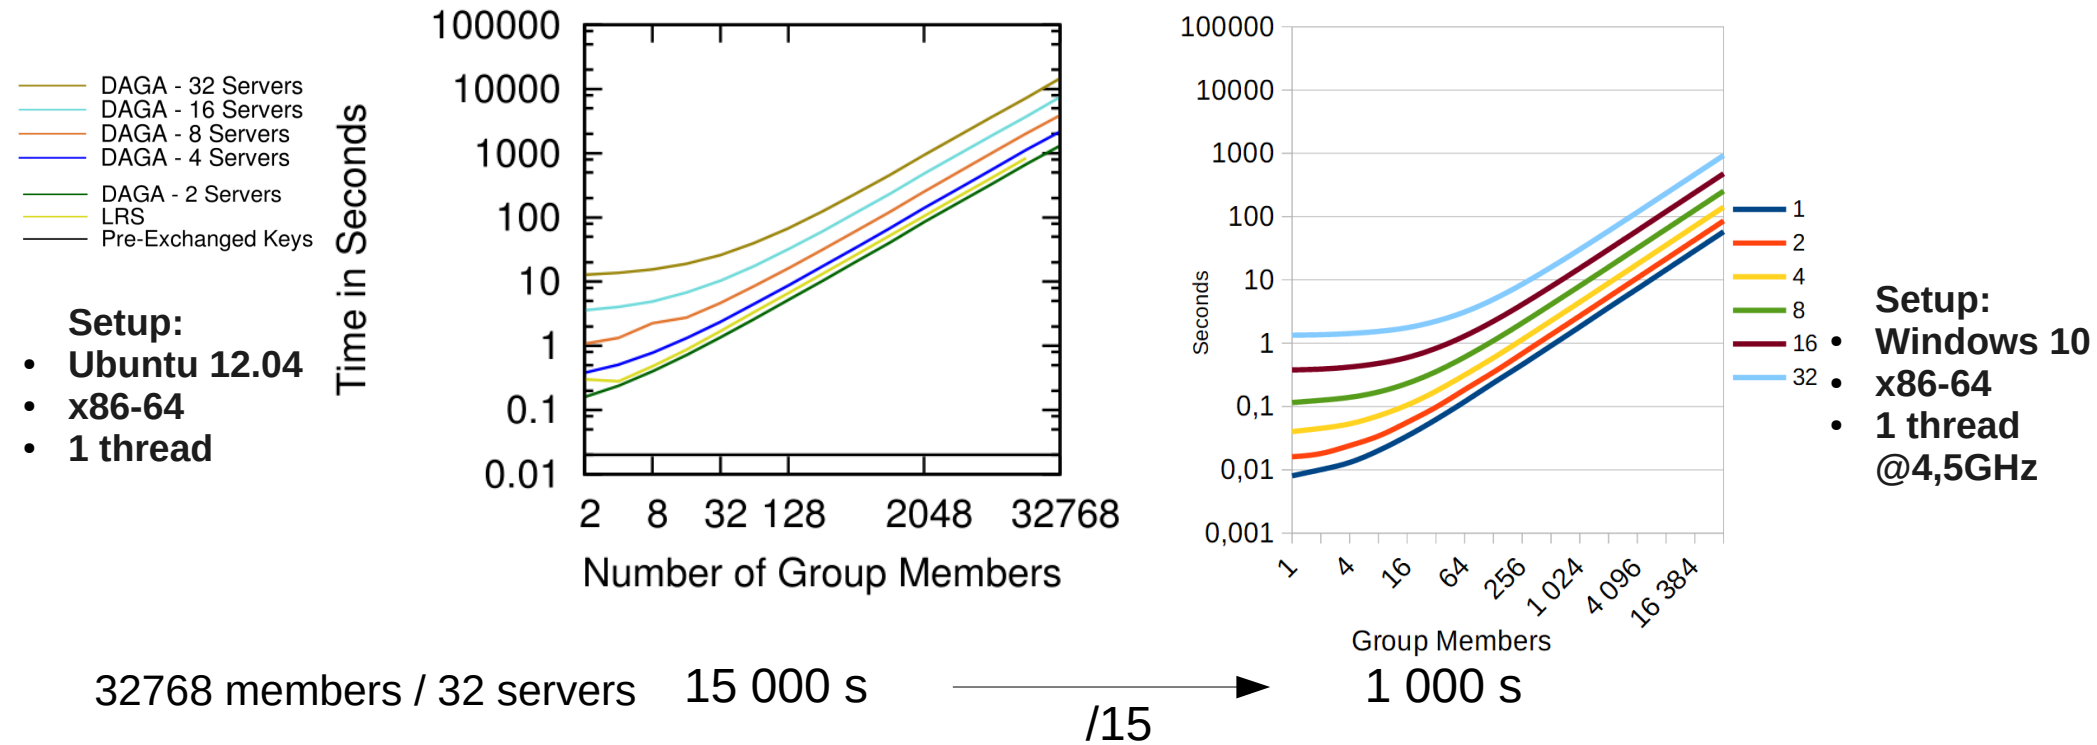 DAGA - 32 Servers
DAGA - 16 Servers
DAGA - 8 Servers
DAGA - 4 Servers
DAGA - 2 Servers
LRS
Pre-Exchanged Keys
Setup:
• Ubuntu 12.04
• x86-64
• 1 thread
Time in Seconds
100000
10000
1000
100
10
1
0.1
0.01
2 8 32 128 2048 32768
Number of Group Members
Seconds
100000
10000
1000
100
10
1
0,1
0,01
0,001
1 4 16 64 256 1 024 4 096 16 384
Group Members
1
2
4
8
16
32
Setup:
• Windows 10
• x86-64
• 1 thread
@4,5GHz
32768 members / 32 servers 15 000 s 1 000 s
/15